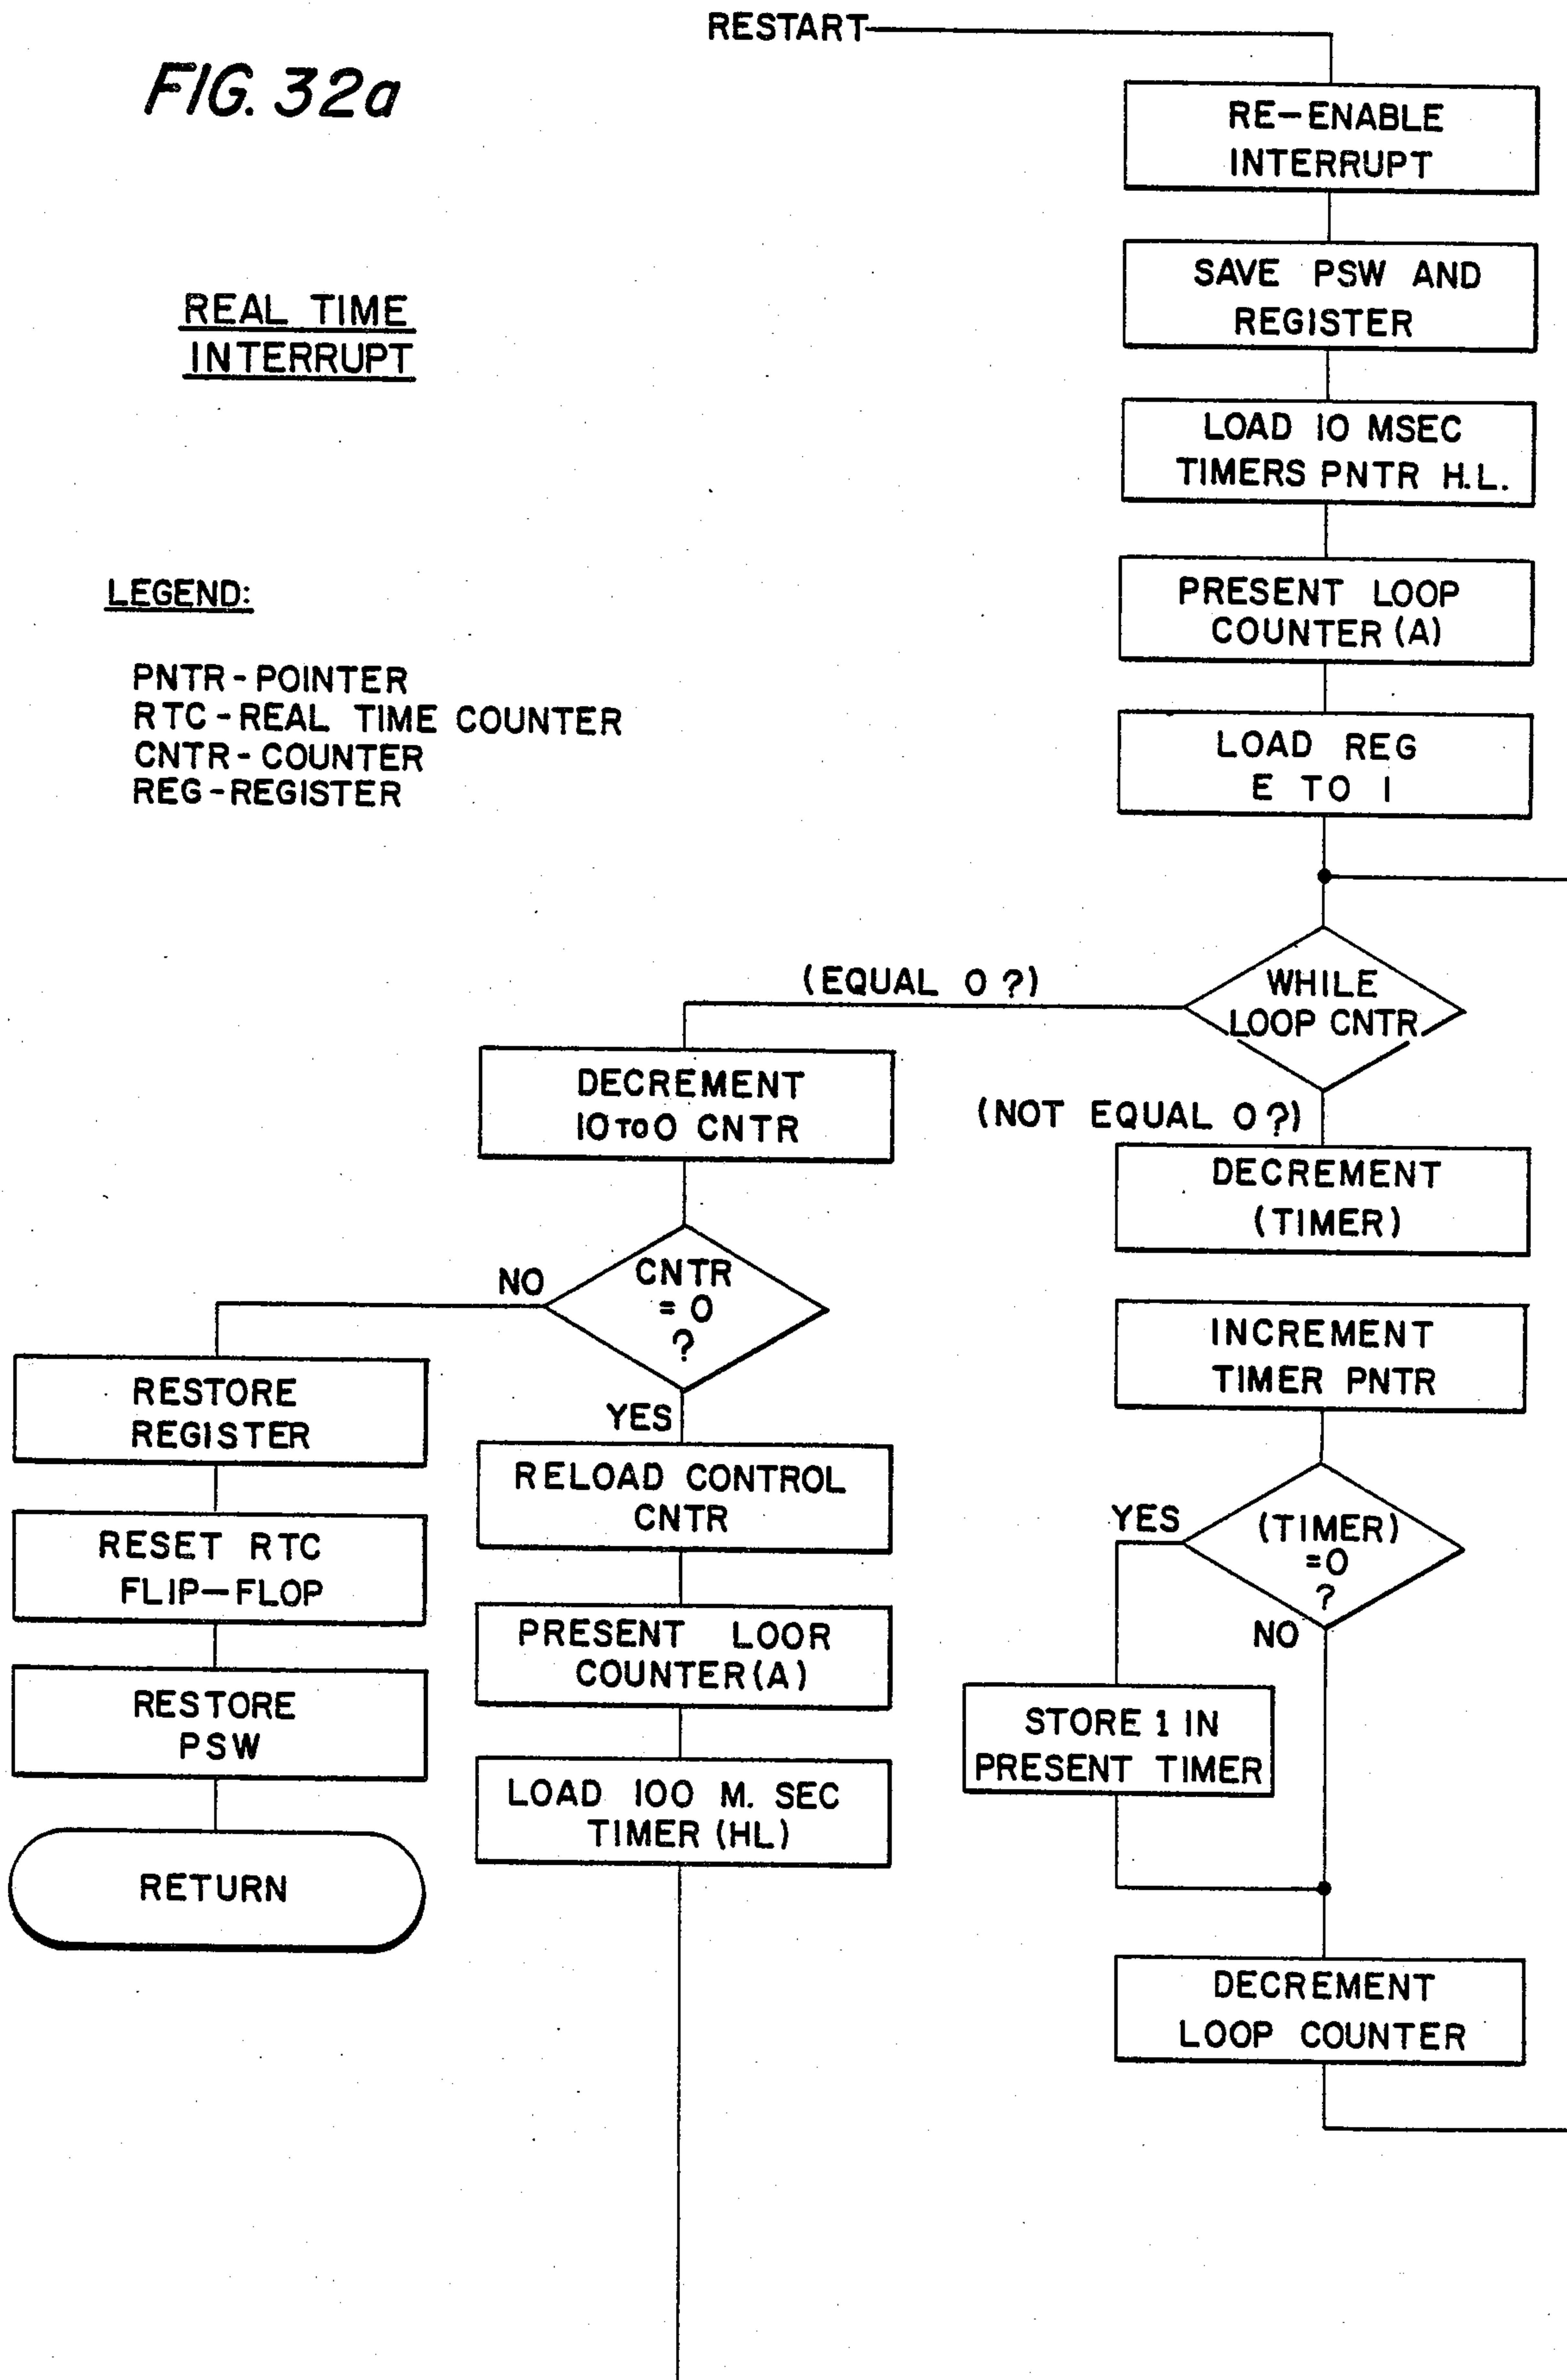 FIG. 32a
REAL TIME
INTERRUPT
LEGEND:
PNTR-POINTER
RTC-REAL TIME COUNTER
CNTR-COUNTER
REG-REGISTER
RESTART
RE-ENABLE
INTERRUPT
SAVE PSW AND
REGISTER
LOAD 10 MSEC
TIMERS PNTR H.L.
PRESENT LOOP
COUNTER (A)
LOAD REG
E TO 1
WHILE
LOOP CNTR
(EQUAL 0 ?)
(NOT EQUAL 0 ?)
DECREMENT
10 TO 0 CNTR
CNTR
= 0
?
NO
YES
RESTORE
REGISTER
RESET RTC
FLIP-FLOP
RESTORE
PSW
RETURN
RELOAD CONTROL
CNTR
PRESENT LOOR
COUNTER (A)
LOAD 100 M. SEC
TIMER (HL)
DECREMENT
(TIMER)
INCREMENT
TIMER PNTR
(TIMER)
=0
?
YES
NO
STORE 1 IN
PRESENT TIMER
DECREMENT
LOOP COUNTER